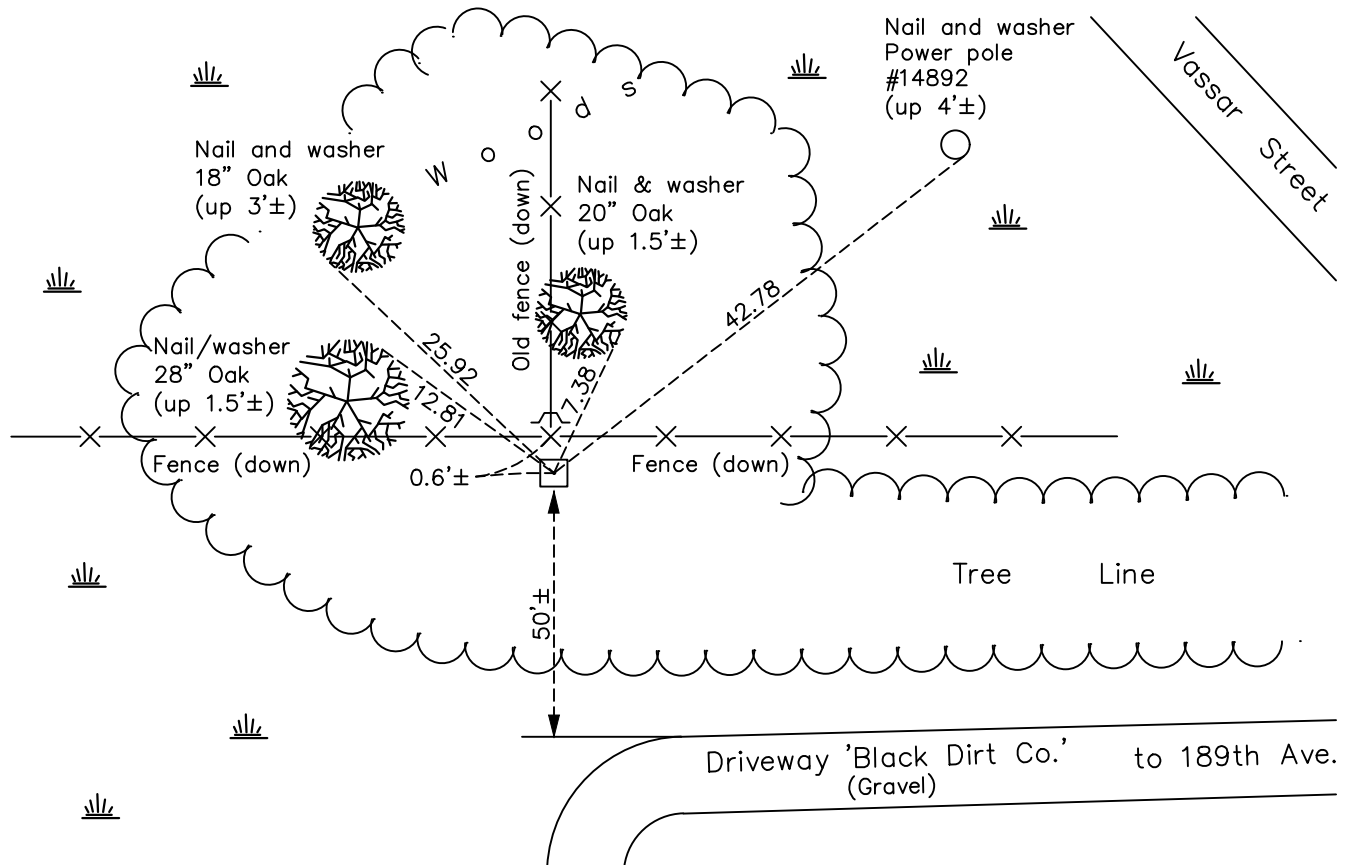 Nail and washer
Power pole
#14892
(up 4'±)
Vassar Street
Woods
Nail and washer
18" Oak
(up 3'±)
Nail & washer
20" Oak
(up 1.5'±)
Old fence (down)
42.78
25.92
12.81
7.38
Nail/washer
28" Oak
(up 1.5'±)
Fence (down)
Fence (down)
0.6'±
50'±
Tree Line
Driveway 'Black Dirt Co.' to 189th Ave.
(Gravel)